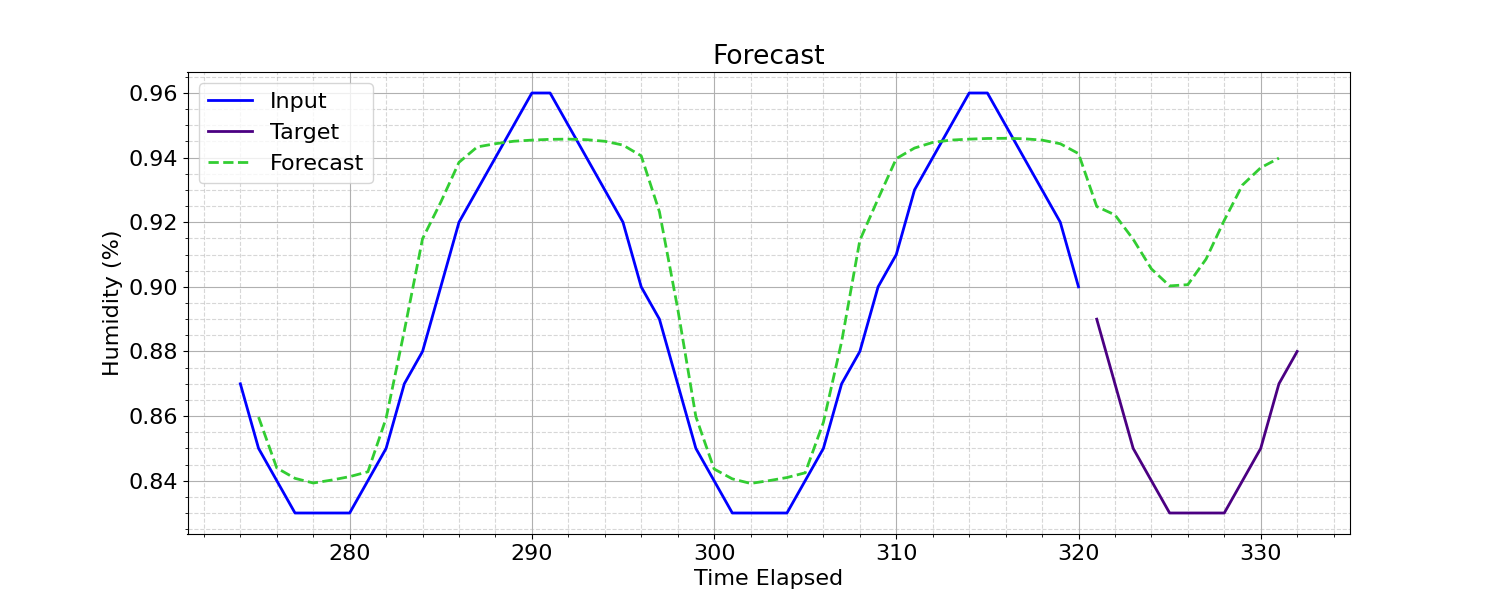 Forecast
Input
Target
Forecast
Humidity (%)
0.96
0.94
0.92
0.90
0.88
0.86
0.84
280 290 300 310 320 330
Time Elapsed